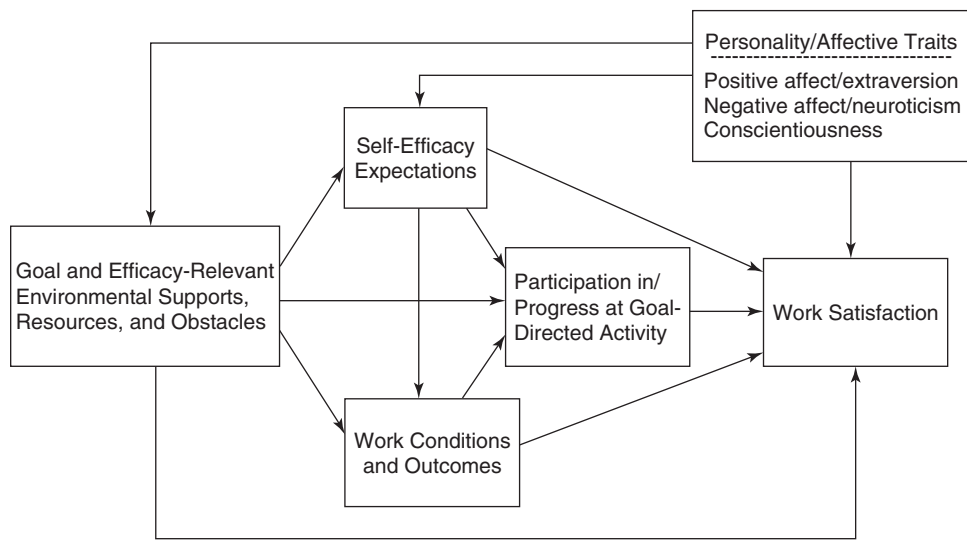 Personality/Affective Traits
Positive affect/extraversion
Negative affect/neuroticism
Conscientiousness
Self-Efficacy
Expectations
Goal and Efficacy-Relevant
Environmental Supports,
Resources, and Obstacles
Participation in/
Progress at Goal-
Directed Activity
Work Satisfaction
Work Conditions
and Outcomes